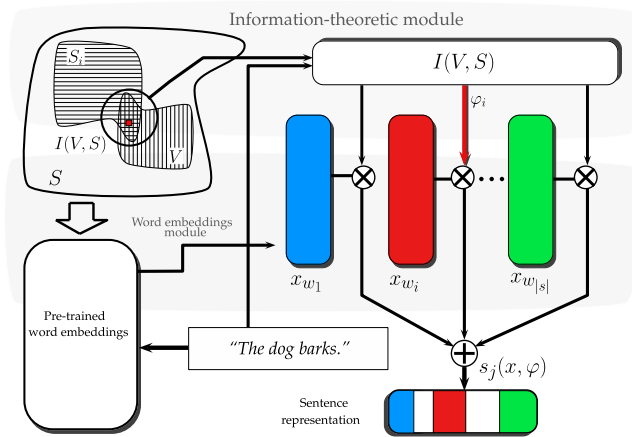 Information-theoretic module
S_i
I(V, S)
φ_i
I(V, S)
V
S
Word embeddings
module
x_{w_1}
x_{w_i}
x_{w_{|s|}}
Pre-trained
word embeddings
“The dog barks.”
s_j(x, φ)
Sentence
representation